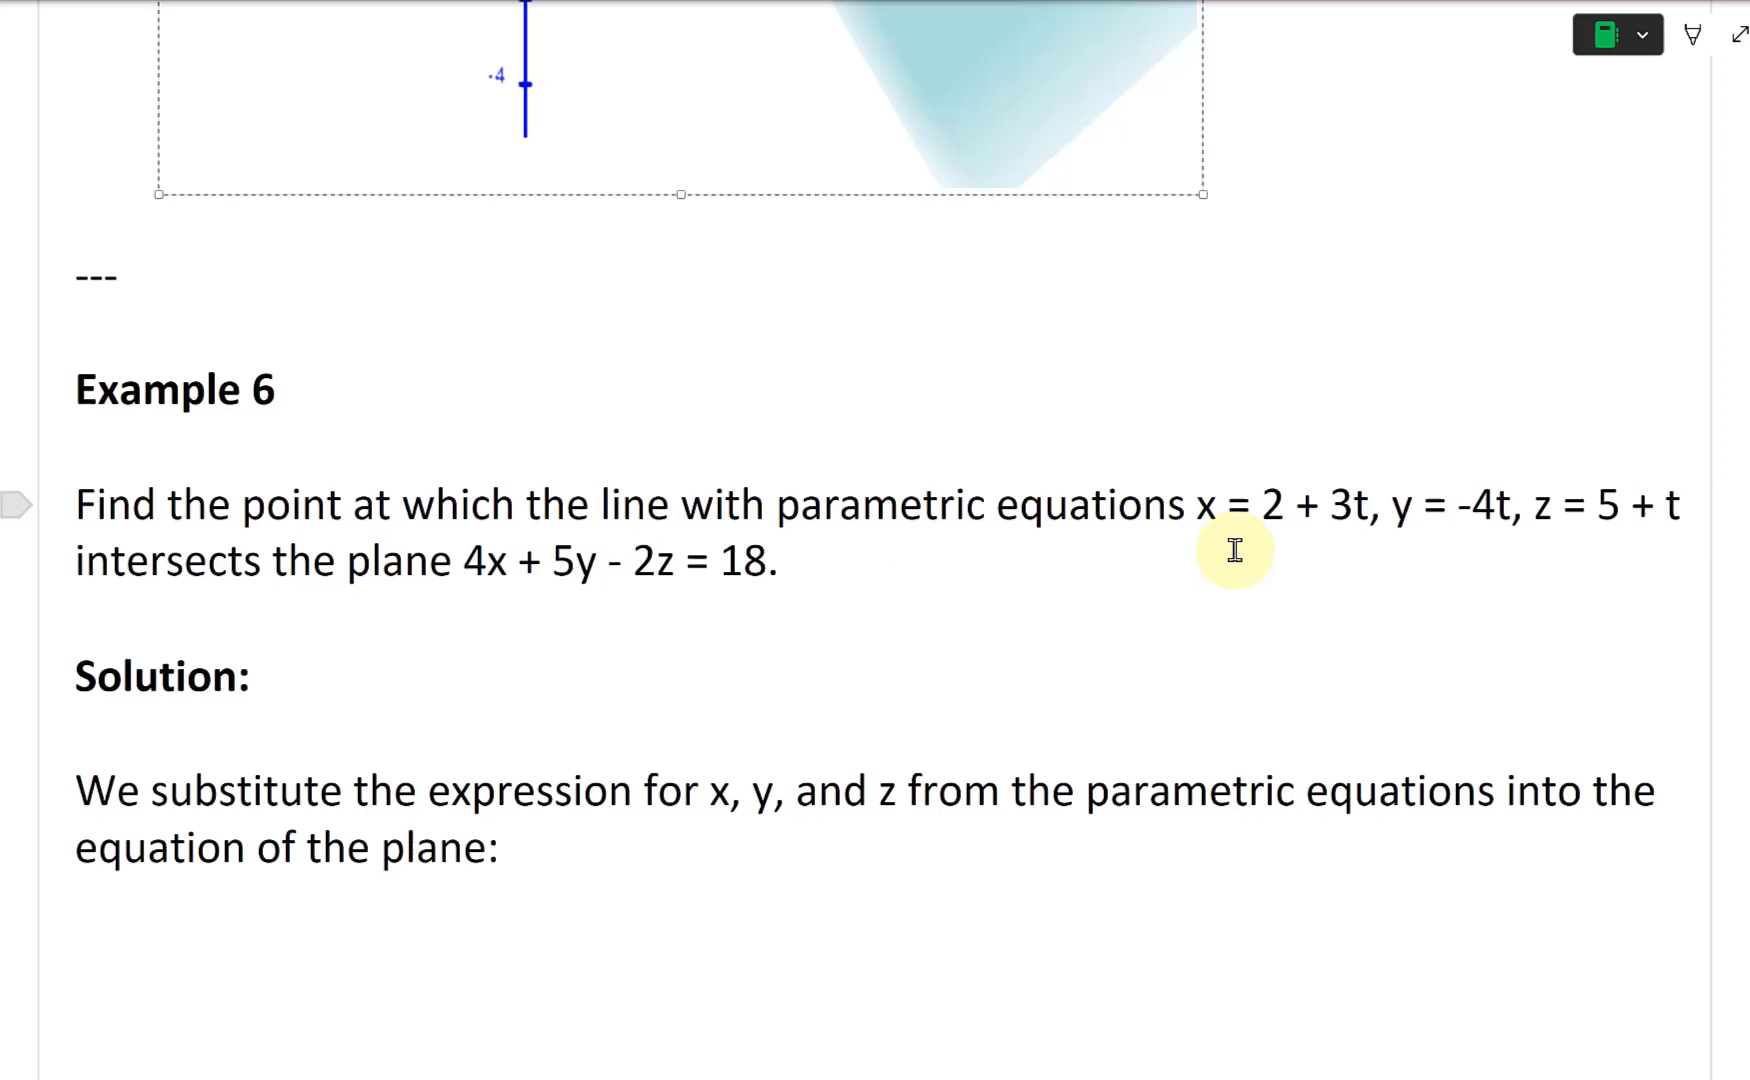 -4
---
Example 6
Find the point at which the line with parametric equations x = 2 + 3t, y = -4t, z = 5 + t
intersects the plane 4x + 5y - 2z = 18.
Solution:
We substitute the expression for x, y, and z from the parametric equations into the
equation of the plane: